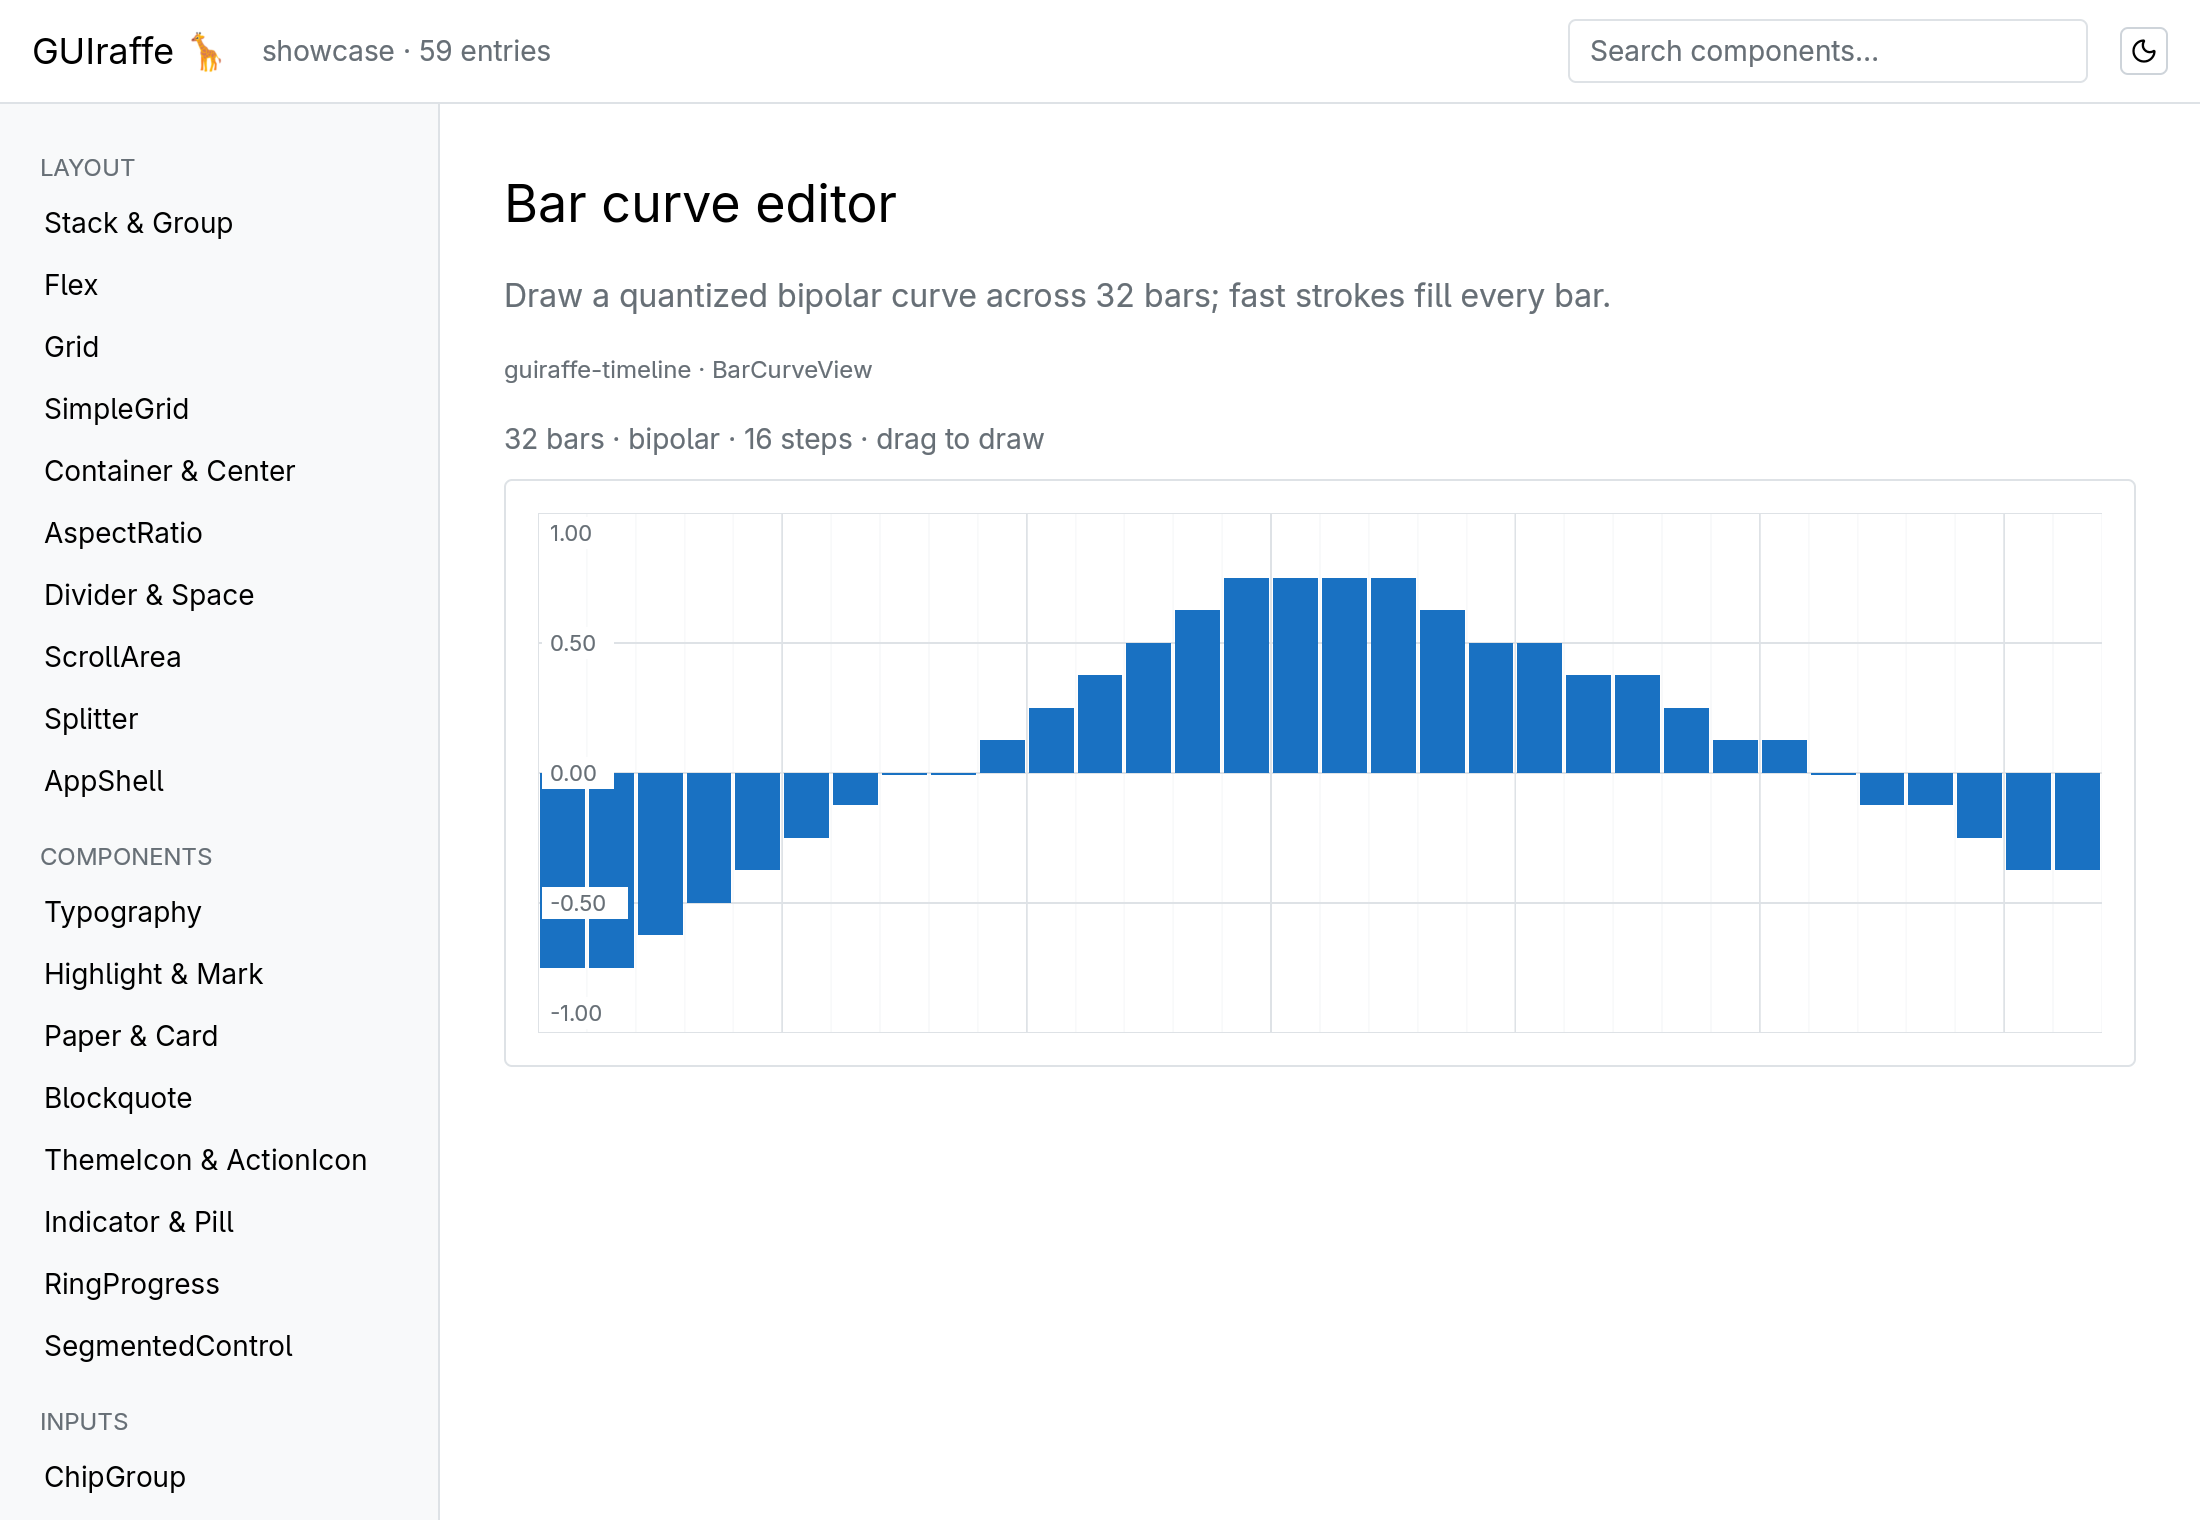 GUIraffe 🦒 showcase · 59 entries
Search components...
LAYOUT
Stack & Group
Flex
Grid
SimpleGrid
Container & Center
AspectRatio
Divider & Space
ScrollArea
Splitter
AppShell
COMPONENTS
Typography
Highlight & Mark
Paper & Card
Blockquote
ThemeIcon & ActionIcon
Indicator & Pill
RingProgress
SegmentedControl
INPUTS
ChipGroup
Bar curve editor
Draw a quantized bipolar curve across 32 bars; fast strokes fill every bar.
guiraffe-timeline · BarCurveView
32 bars · bipolar · 16 steps · drag to draw
1.00
0.50
0.00
-0.50
-1.00